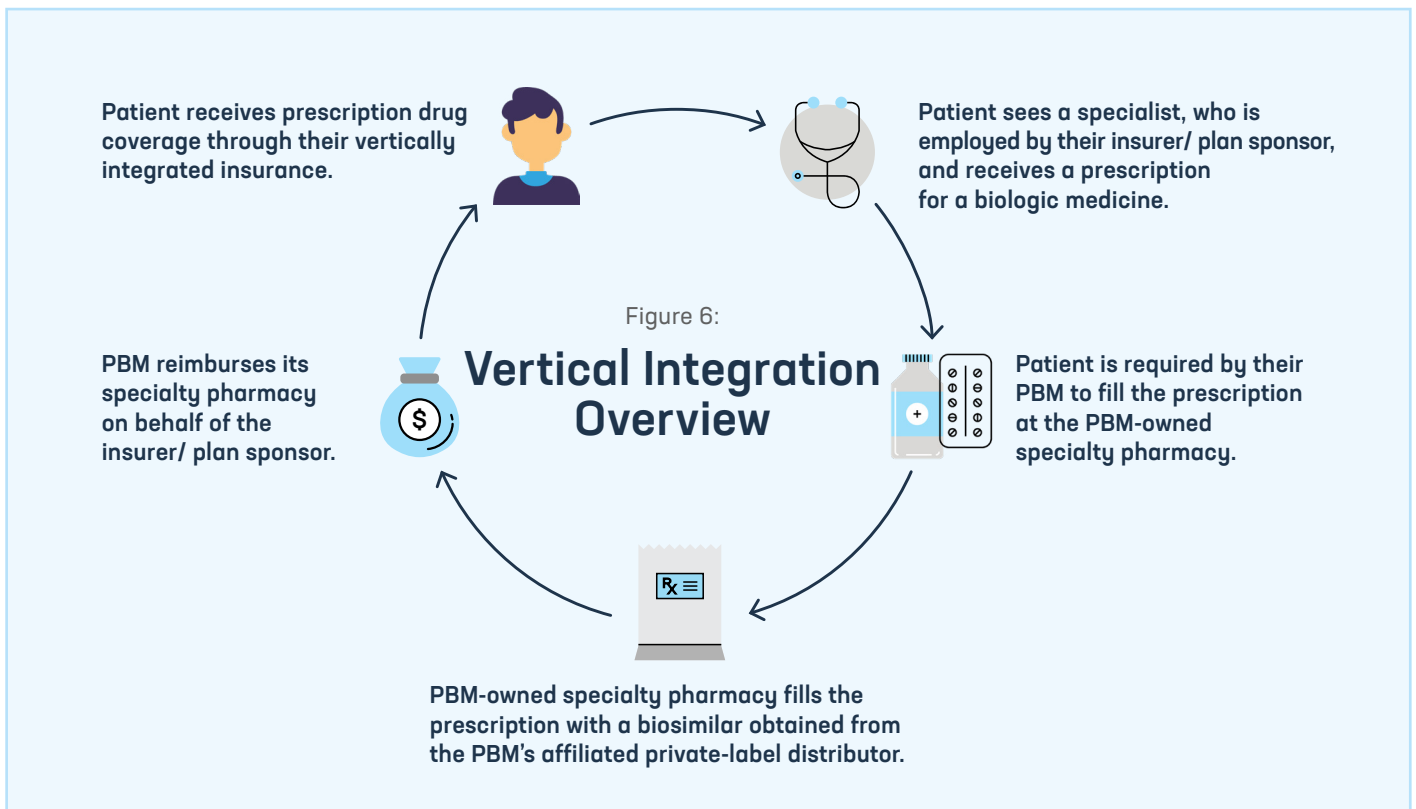 Patient receives prescription drug
coverage through their vertically
integrated insurance.
Patient sees a specialist, who is
employed by their insurer/ plan sponsor,
and receives a prescription
for a biologic medicine.
Figure 6:
Vertical Integration
Overview
PBM reimburses its
specialty pharmacy
on behalf of the
insurer/ plan sponsor.
$
+
Patient is required by their
PBM to fill the prescription
at the PBM-owned
specialty pharmacy.
Rx
PBM-owned specialty pharmacy fills the
prescription with a biosimilar obtained from
the PBM’s affiliated private-label distributor.